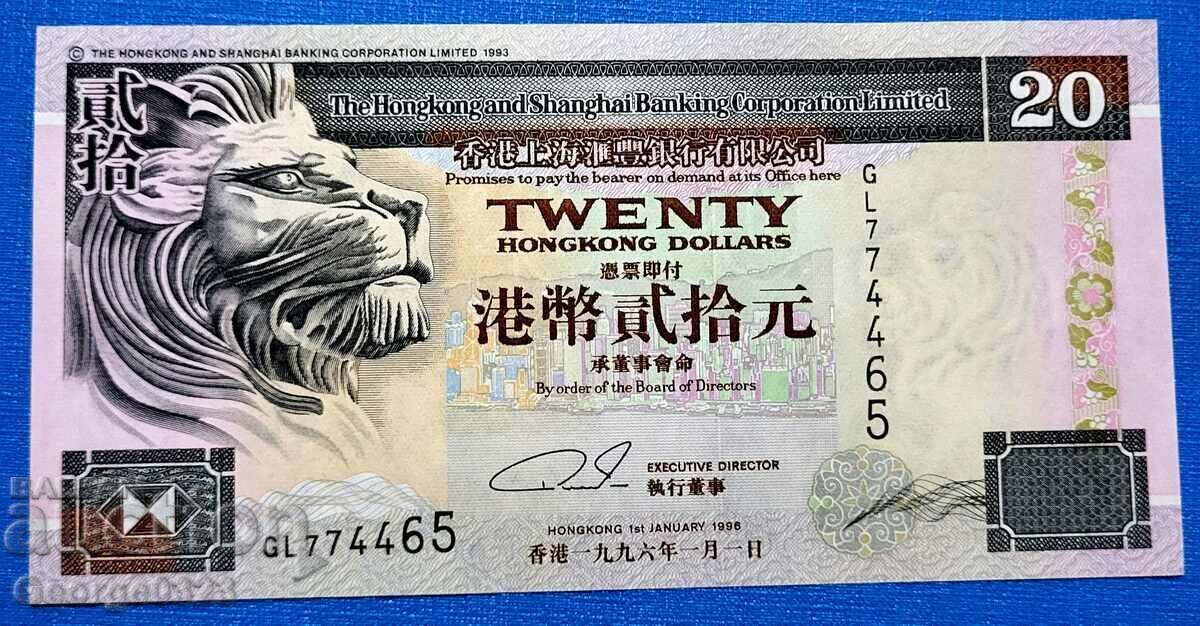 © THE HONGKONG AND SHANGHAI BANKING CORPORATION LIMITED 1993
貳拾
The Hongkong and Shanghai Banking Corporation Limited
20
香港上海滙豐銀行有限公司
Promises to pay the bearer on demand at its Office here
TWENTY
HONGKONG DOLLARS
憑票即付
港幣貳拾元
承董事會命
By order of the Board of Directors
GL774465
EXECUTIVE DIRECTOR
執行董事
GL774465
HONGKONG 1st JANUARY 1996
香港一九九六年一月一日